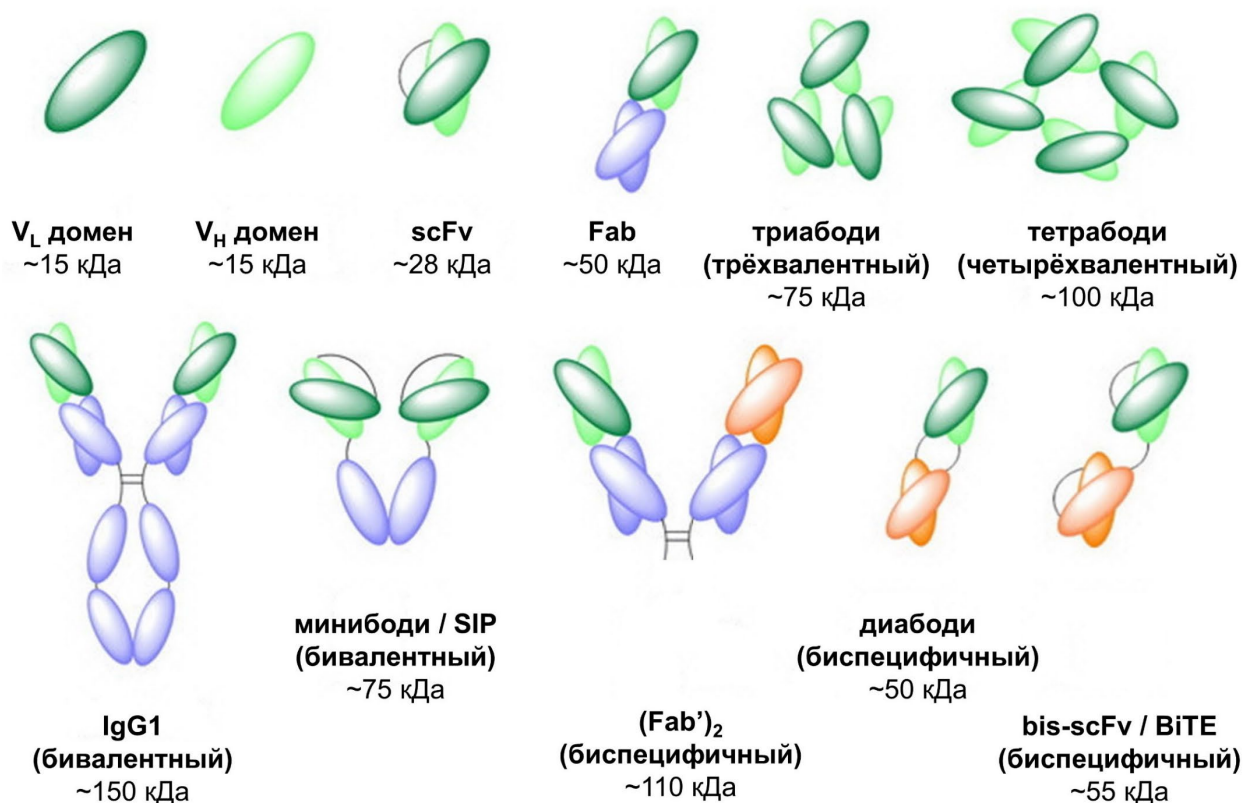 V_L домен
~15 кДа
V_H домен
~15 кДа
scFv
~28 кДа
Fab
~50 кДа
триабоди
(трёхвалентный)
~75 кДа
тетрабоди
(четырёхвалентный)
~100 кДа
IgG1
(бивалентный)
~150 кДа
минибоди / SIP
(бивалентный)
~75 кДа
(Fab’)₂
(биспецифичный)
~110 кДа
диабоди
(биспецифичный)
~50 кДа
bis-scFv / BiTE
(биспецифичный)
~55 кДа